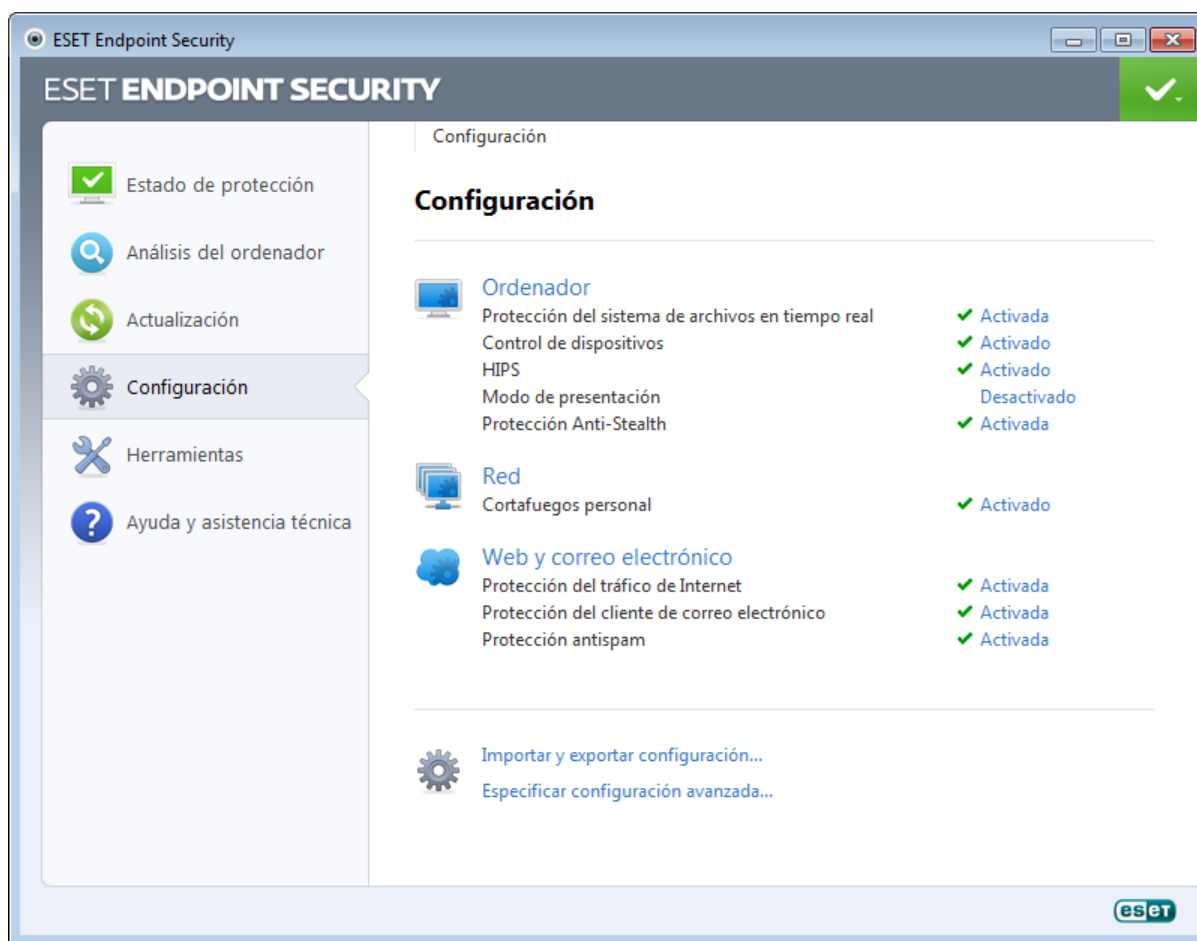 ESET Endpoint Security
ESET ENDPOINT SECURITY
Estado de protección
Análisis del ordenador
Actualización
Configuración
Herramientas
Ayuda y asistencia técnica
Configuración
Configuración
Ordenador
Protección del sistema de archivos en tiempo real Activada
Control de dispositivos Activado
HIPS Activado
Modo de presentación Desactivado
Protección Anti-Stealth Activada
Red
Cortafuegos personal Activado
Web y correo electrónico
Protección del tráfico de Internet Activada
Protección del cliente de correo electrónico Activada
Protección antispam Activada
Importar y exportar configuración...
Especificar configuración avanzada...
eset